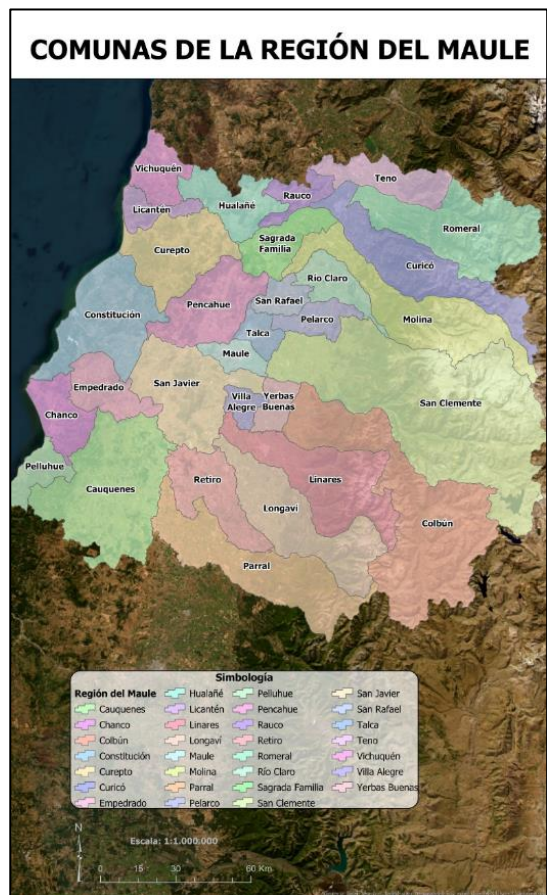 COMUNAS DE LA REGIÓN DEL MAULE
Vichuquén
Teno
Licantén
Hualañé
Rauco
Romeral
Curepto
Sagrada
Familia
Curicó
Río Claro
Constitución
Pencahue
San Rafael
Pelarco
Molina
Talca
Maule
Empedrado
San Javier
Villa
Alegre
Yerbas
Buenas
San Clemente
Chanco
Pelluhue
Cauquenes
Retiro
Linares
Longaví
Colbún
Parral
Simbología
Región del Maule
Cauquenes
Chanco
Colbún
Constitución
Curepto
Curicó
Empedrado
Hualañé
Licantén
Linares
Longaví
Maule
Molina
Parral
Pelarco
Pelluhue
Pencahue
Rauco
Retiro
Romeral
Río Claro
Sagrada Familia
San Clemente
San Javier
San Rafael
Talca
Teno
Vichuquén
Villa Alegre
Yerbas Buenas
N
Escala: 1:1.000.000
0 15 30 60 Km